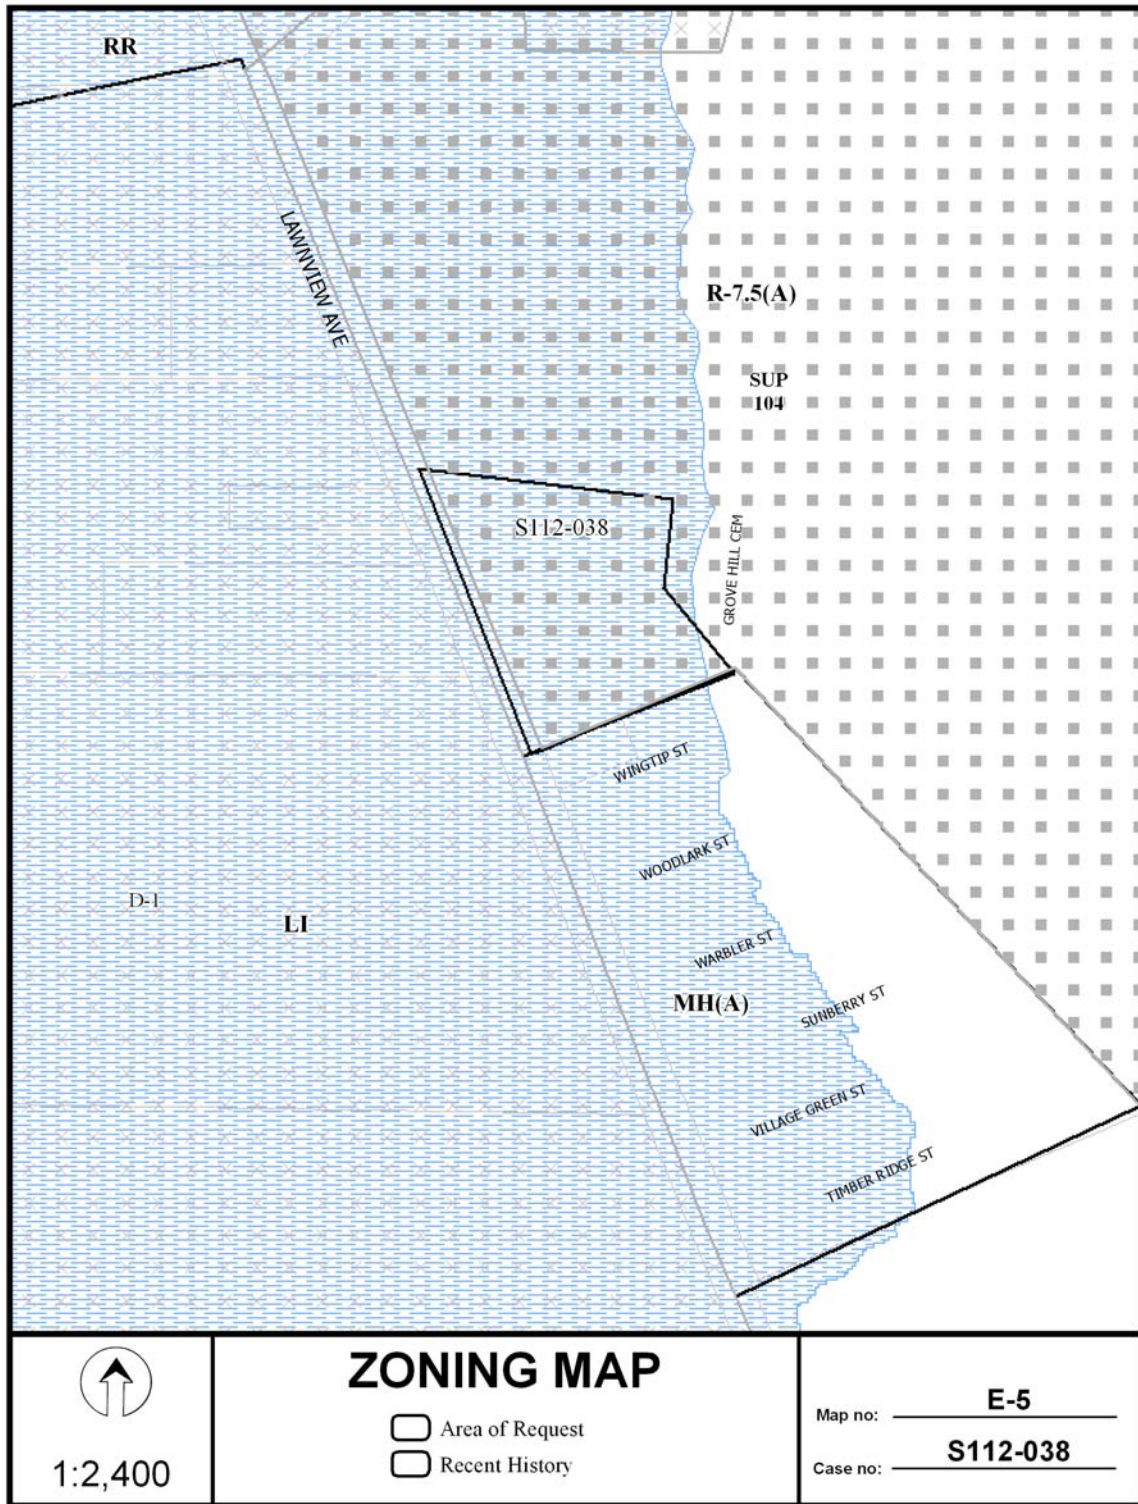 RR
LAWNVIEW AVE
R-7.5(A)
SUP
104
S112-038
GROVE HILL CEM
WINGTIP ST
WOODLARK ST
D-1
LI
WARBLER ST
MH(A)
SUNBERRY ST
VILLAGE GREEN ST
TIMBER RIDGE ST
1:2,400
ZONING MAP
Area of Request
Recent History
Map no: E-5
Case no: S112-038